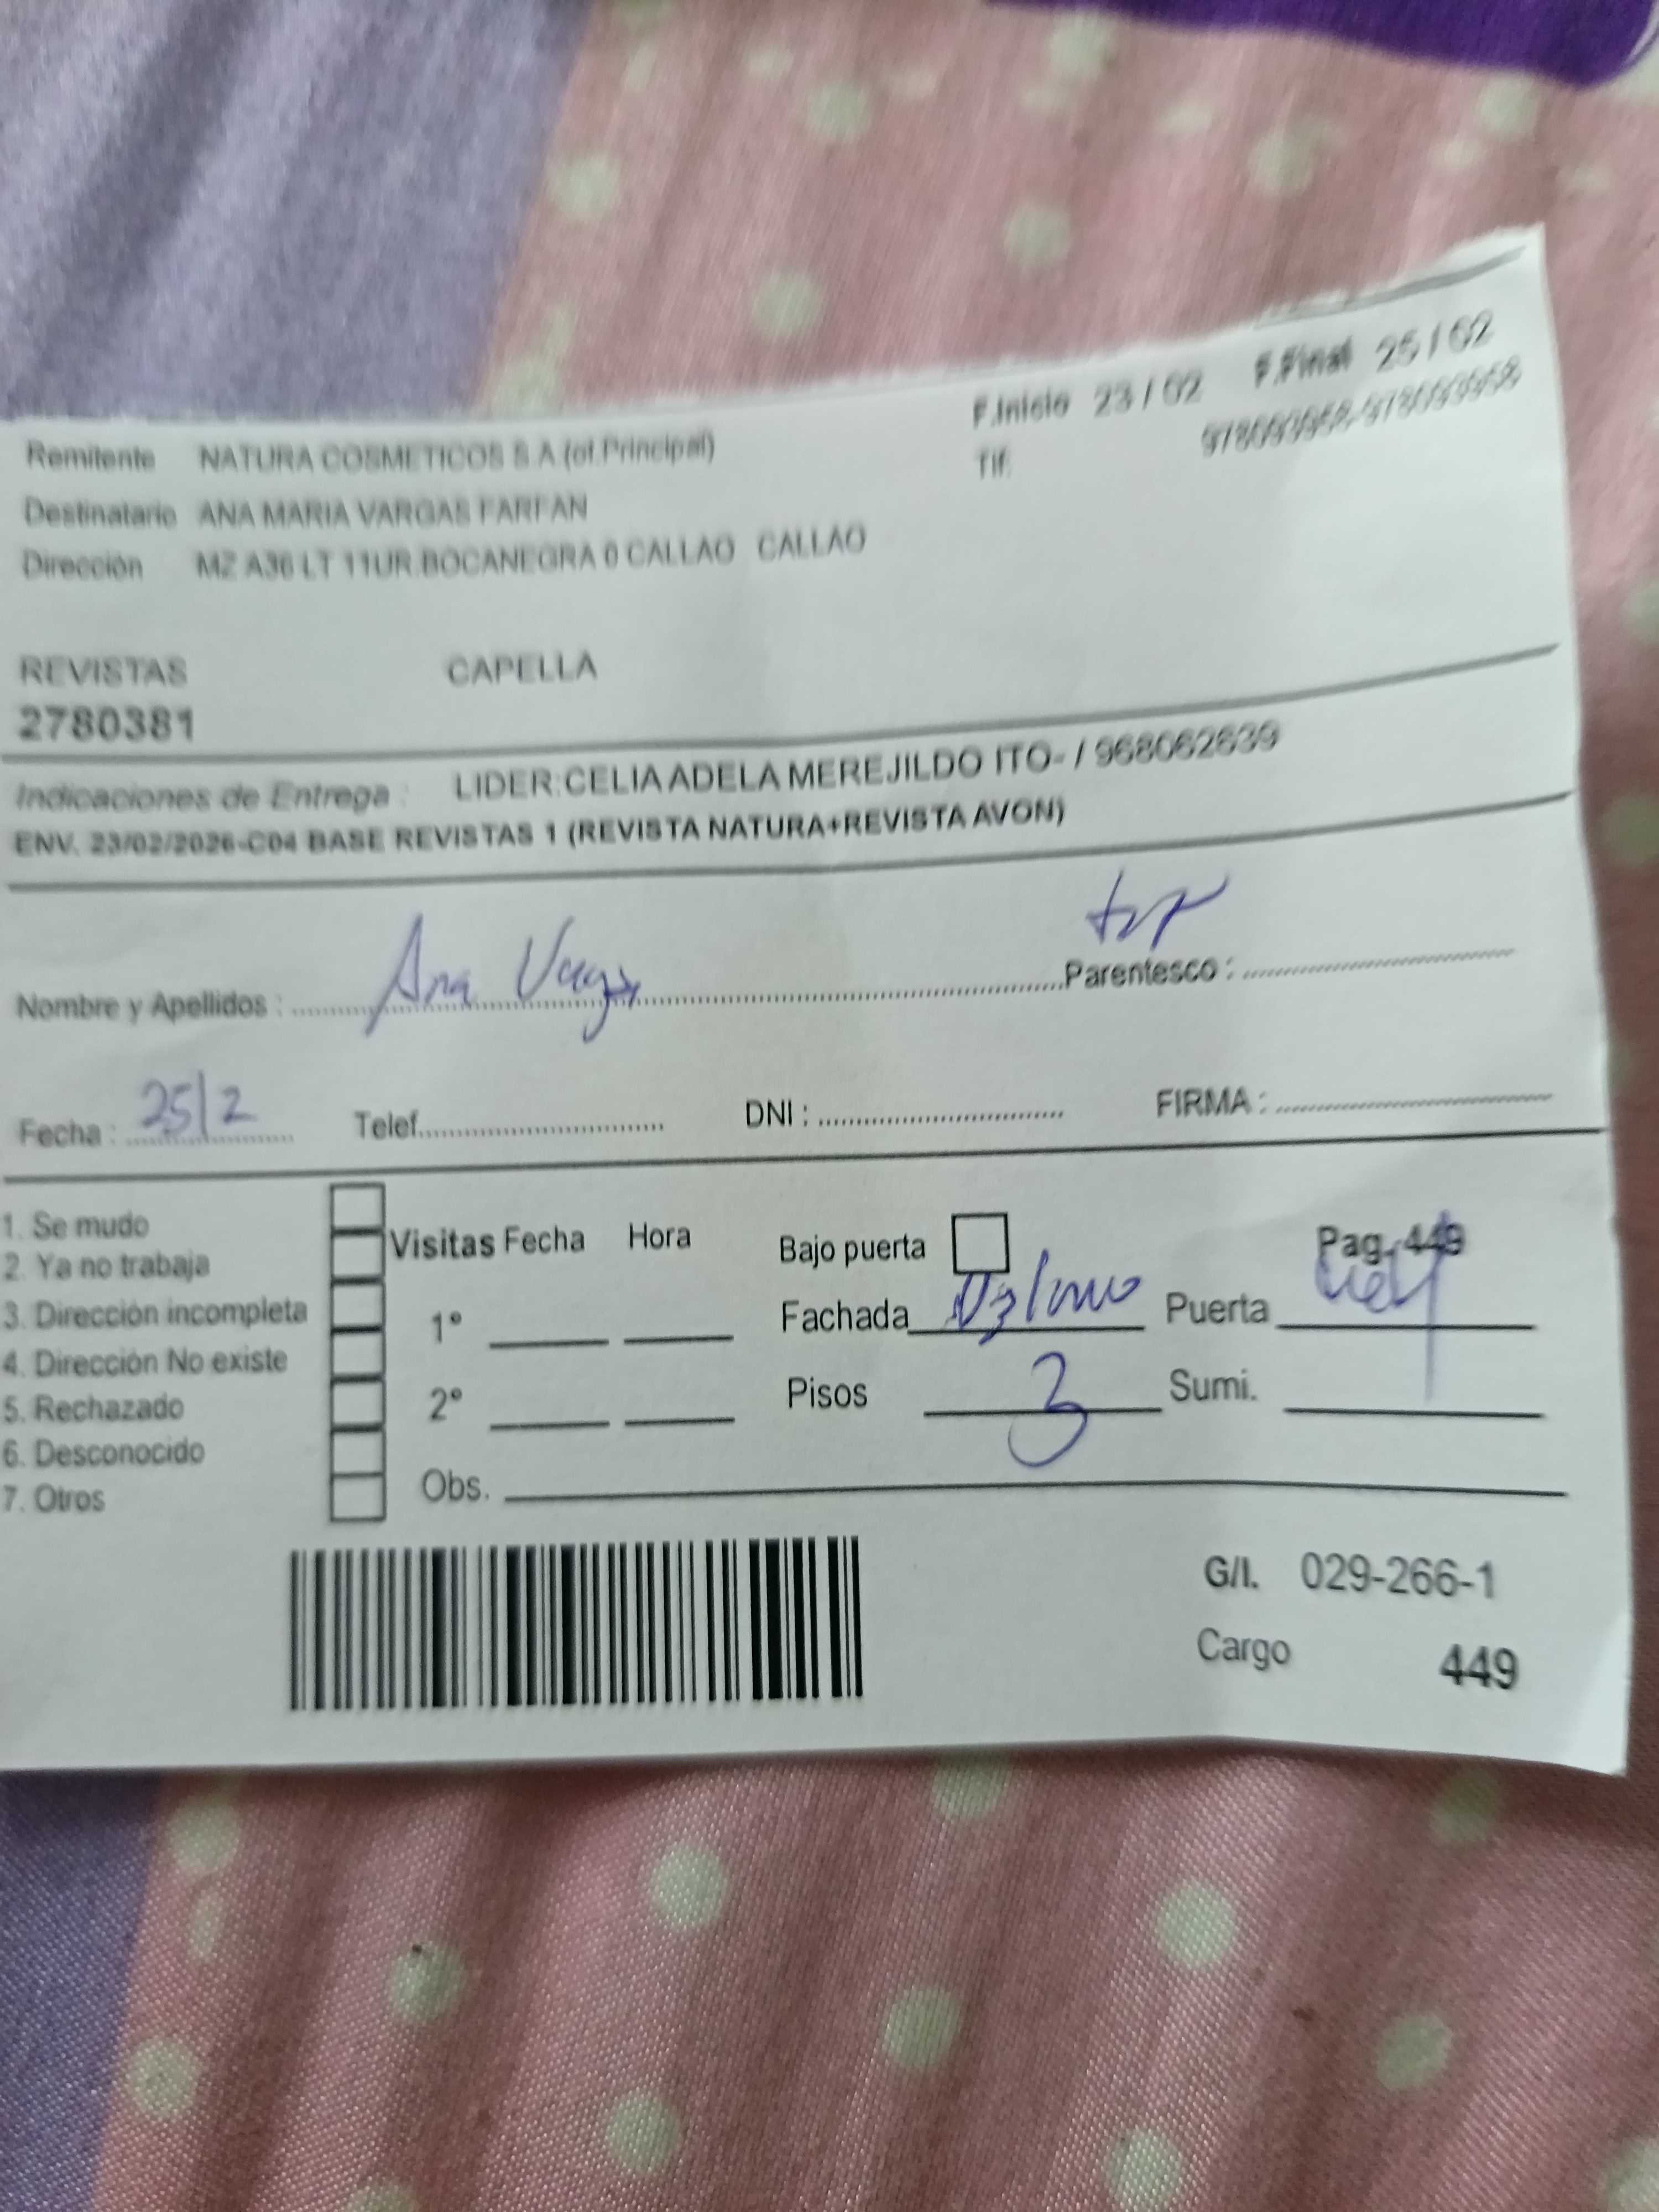 F.Inicio 23 / 02 F.Final 25 / 02
Remitente NATURA COSMETICOS S A (of.Principal) Tlf.
Destinatario ANA MARIA VARGAS FARFAN
Dirección MZ A36 LT 11UR.BOCANEGRA 0 CALLAO CALLAO
REVISTAS CAPELLA
2780381
Indicaciones de Entrega : LIDER:CELIA ADELA MEREJILDO ITO- / 968062639
ENV. 23/02/2026-C04 BASE REVISTAS 1 (REVISTA NATURA+REVISTA AVON)
Nombre y Apellidos : Ana Parentesco :
Fecha : 25/2 Telef. DNI : FIRMA :
1. Se mudo
2. Ya no trabaja
3. Dirección incompleta
4. Dirección No existe
5. Rechazado
6. Desconocido
7. Otros
Visitas Fecha Hora
1°
2°
Obs.
Bajo puerta Pag. 449
Fachada Puerta
Pisos 3 Sumi.
G/I. 029-266-1
Cargo 449